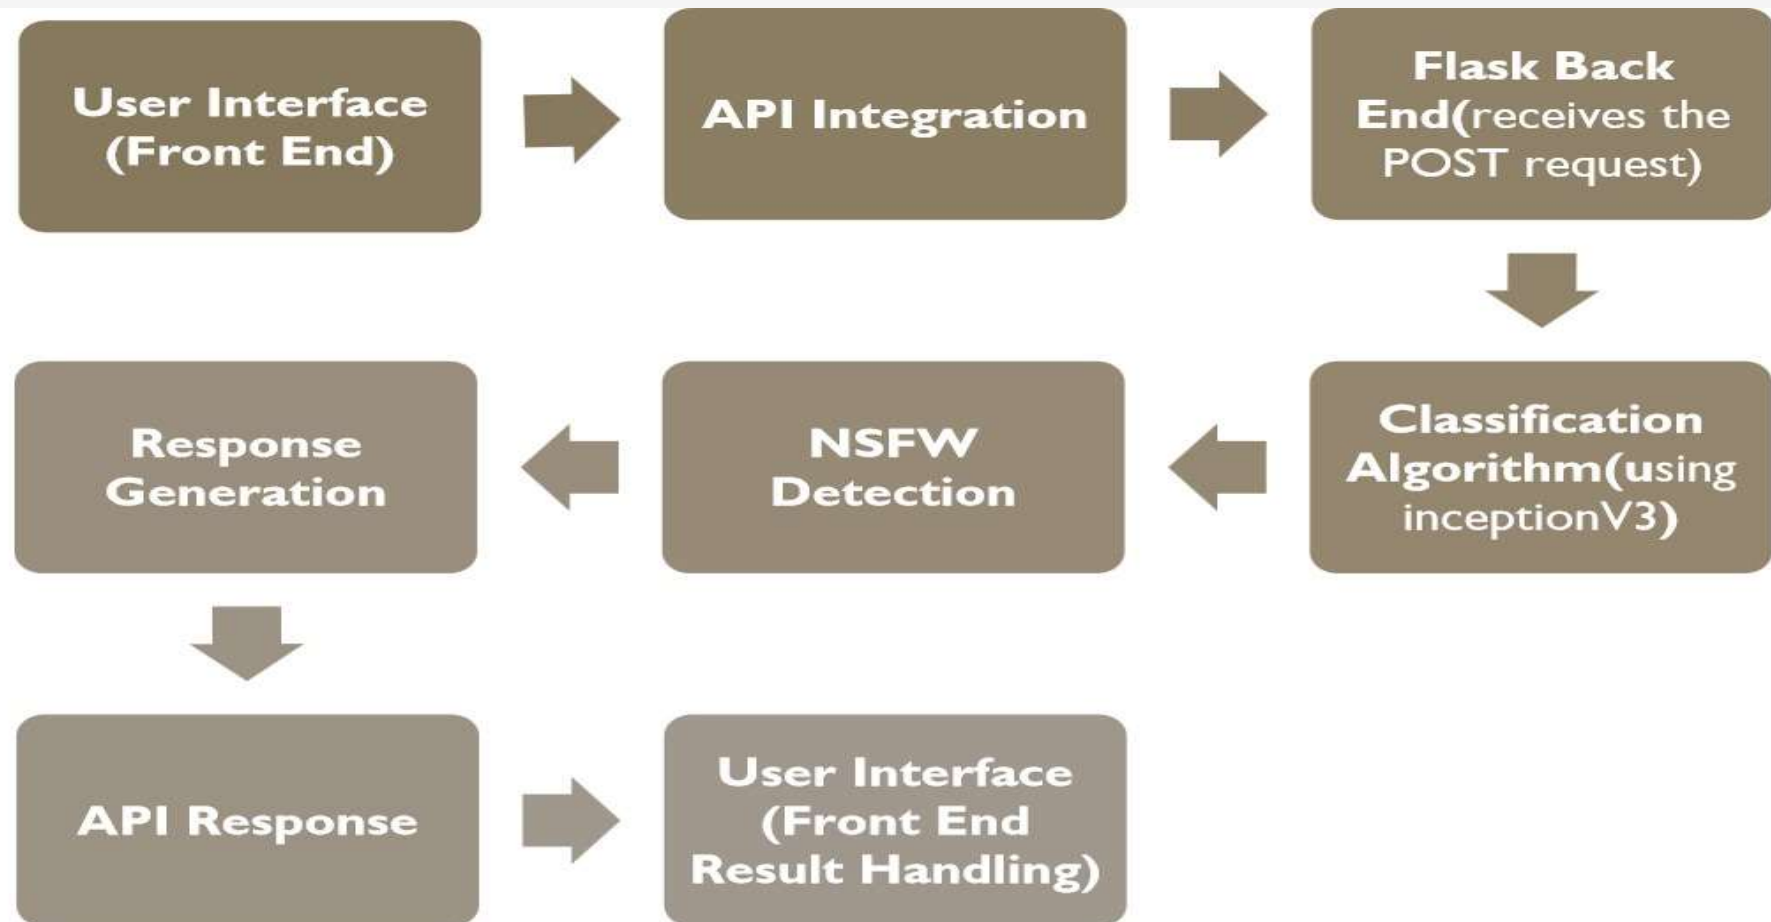 User Interface
(Front End)
API Integration
Flask Back
End(receives the
POST request)
Classification
Algorithm(using
inceptionV3)
NSFW
Detection
Response
Generation
API Response
User Interface
(Front End
Result Handling)